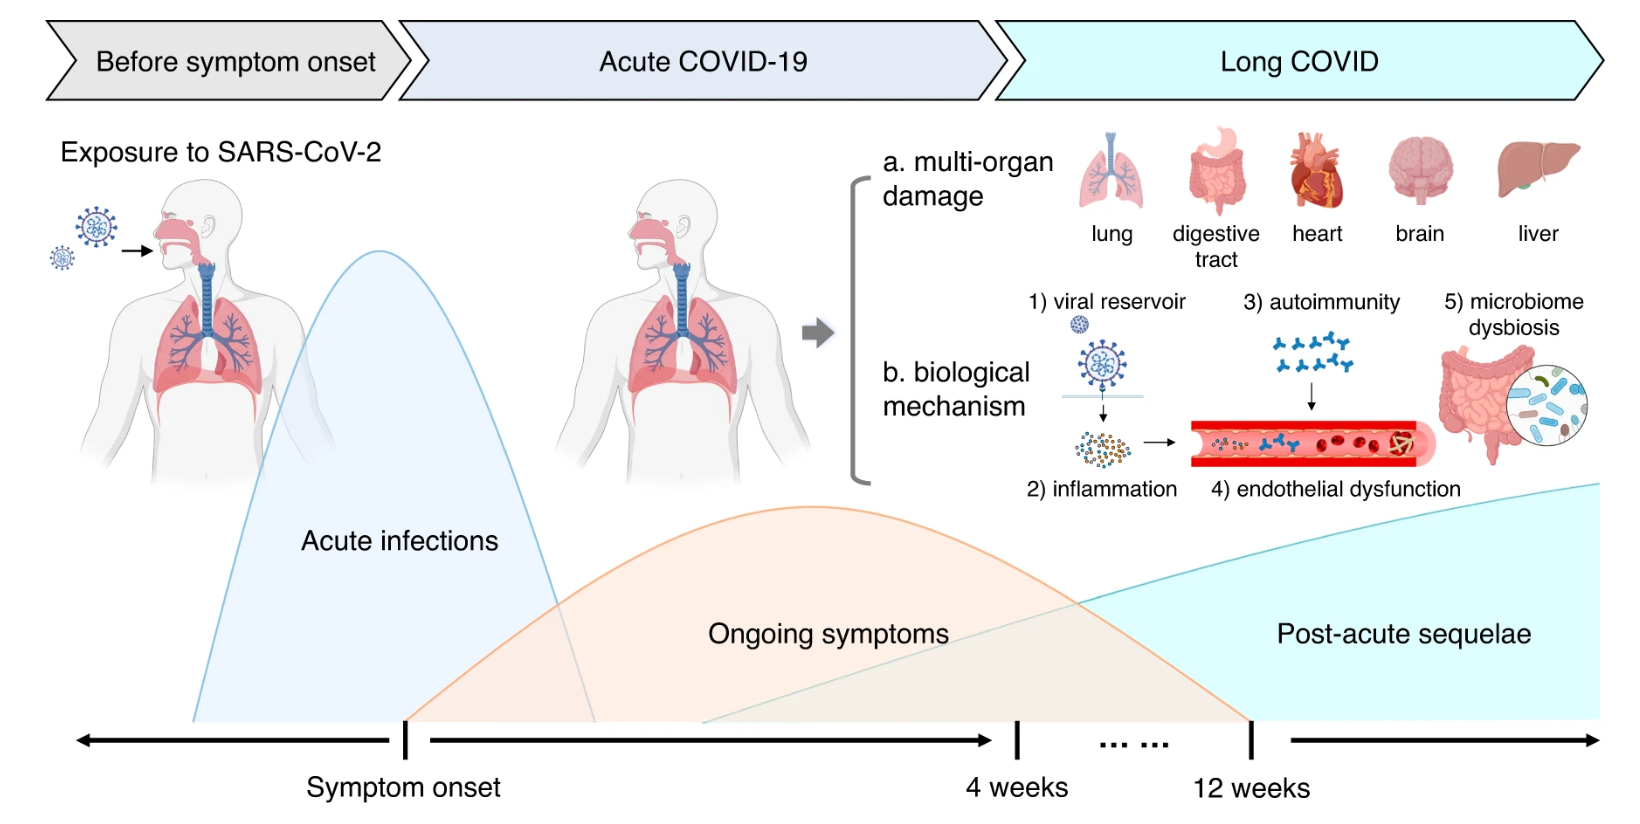 Before symptom onset
Acute COVID-19
Long COVID
Exposure to SARS-CoV-2
a. multi-organ
damage
lung
digestive
tract
heart
brain
liver
b. biological
mechanism
1) viral reservoir
3) autoimmunity
5) microbiome
dysbiosis
2) inflammation
4) endothelial dysfunction
Acute infections
Ongoing symptoms
Post-acute sequelae
... ...
Symptom onset
4 weeks
12 weeks